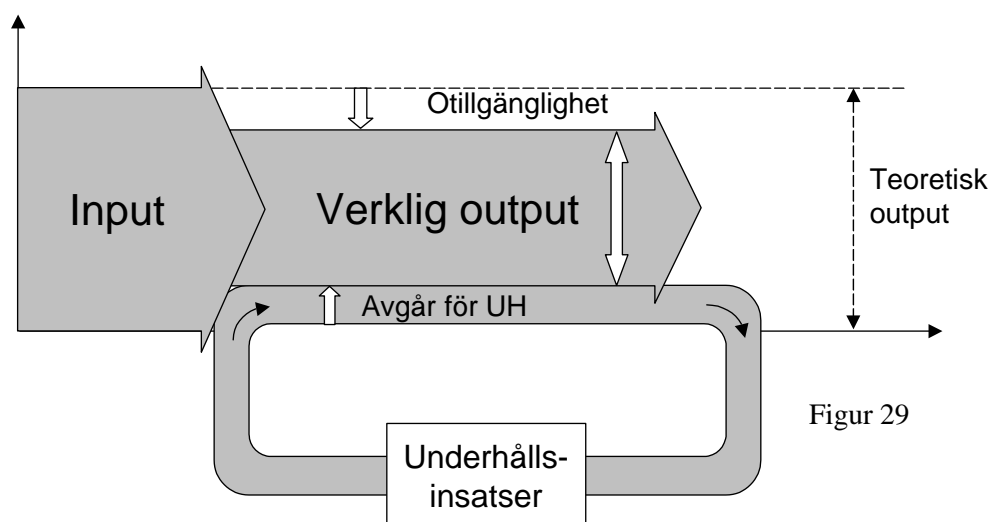 Otillgänglighet
Input
Verklig output
Teoretisk
output
Avgår för UH
Figur 29
Underhålls-
insatser